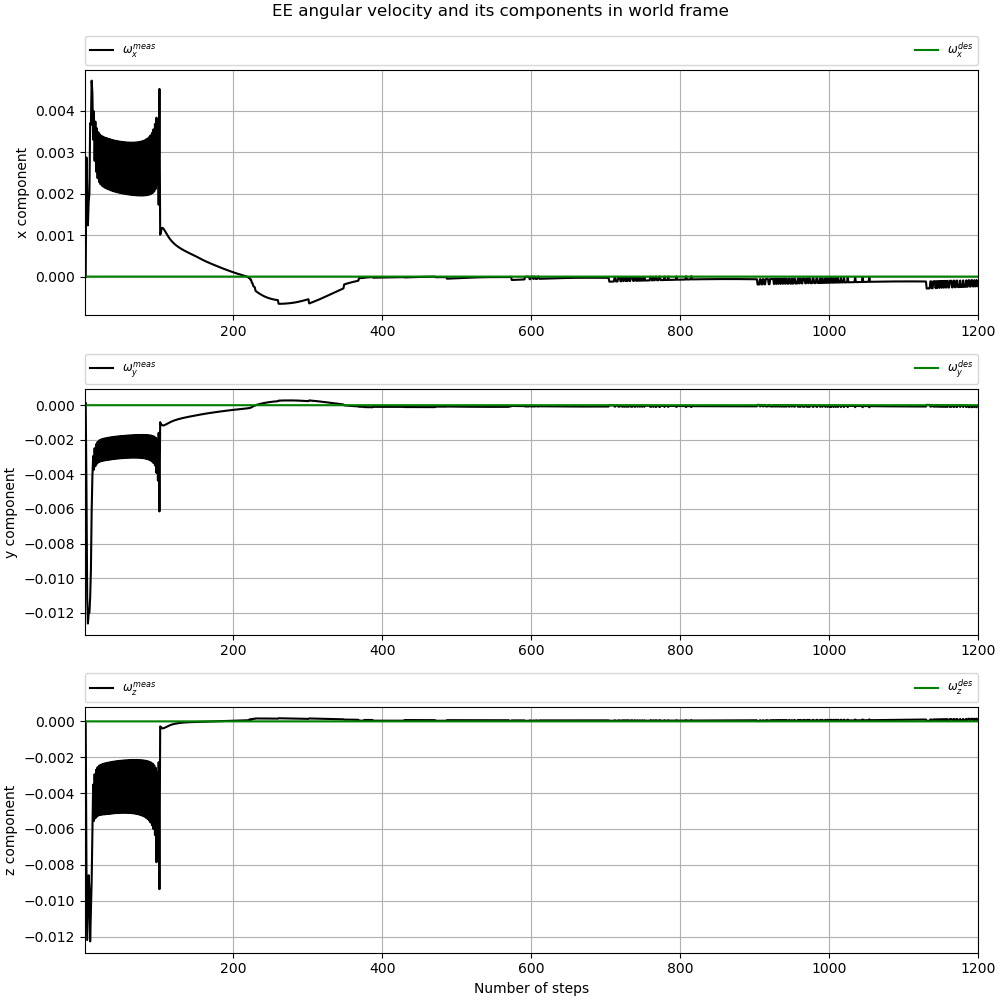 EE angular velocity and its components in world frame
ω_x^meas ω_x^des
0.004
0.003
0.002
0.001
0.000
x component
200 400 600 800 1000 1200
ω_y^meas ω_y^des
0.000
−0.002
−0.004
−0.006
−0.008
−0.010
−0.012
y component
200 400 600 800 1000 1200
ω_z^meas ω_z^des
0.000
−0.002
−0.004
−0.006
−0.008
−0.010
−0.012
z component
200 400 600 800 1000 1200
Number of steps